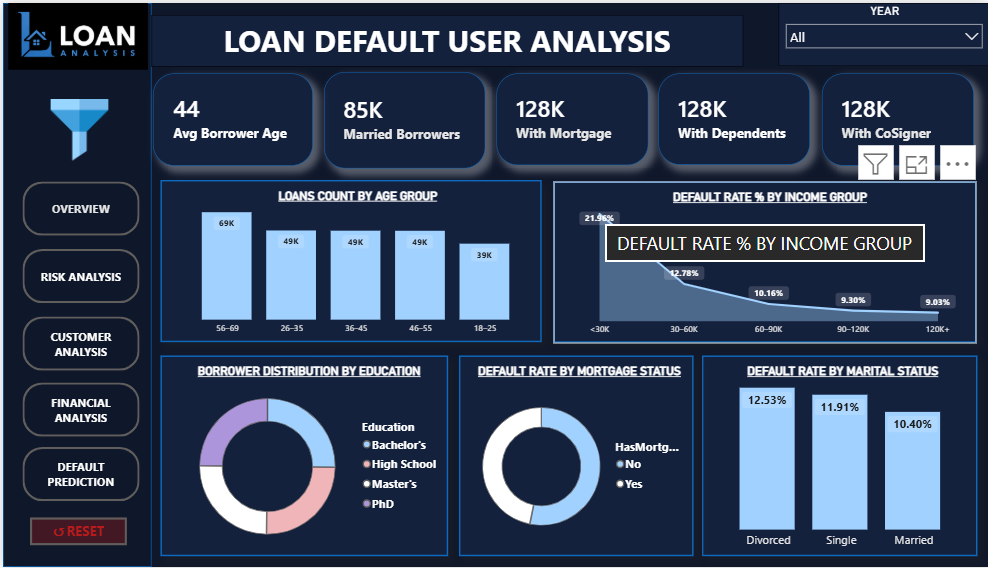 LOAN
ANALYSIS
LOAN DEFAULT USER ANALYSIS
YEAR
All
44
Avg Borrower Age
85K
Married Borrowers
128K
With Mortgage
128K
With Dependents
128K
With CoSigner
OVERVIEW
RISK ANALYSIS
CUSTOMER
ANALYSIS
FINANCIAL
ANALYSIS
DEFAULT
PREDICTION
↺ RESET
LOANS COUNT BY AGE GROUP
69K
49K
49K
49K
39K
56–69
26–35
36–45
46–55
18–25
DEFAULT RATE % BY INCOME GROUP
21.96%
DEFAULT RATE % BY INCOME GROUP
12.78%
10.16%
9.30%
9.03%
<30K
30–60K
60–90K
90–120K
120K+
BORROWER DISTRIBUTION BY EDUCATION
Education
Bachelor's
High School
Master's
PhD
DEFAULT RATE BY MORTGAGE STATUS
HasMortg...
No
Yes
DEFAULT RATE BY MARITAL STATUS
12.53%
11.91%
10.40%
Divorced
Single
Married